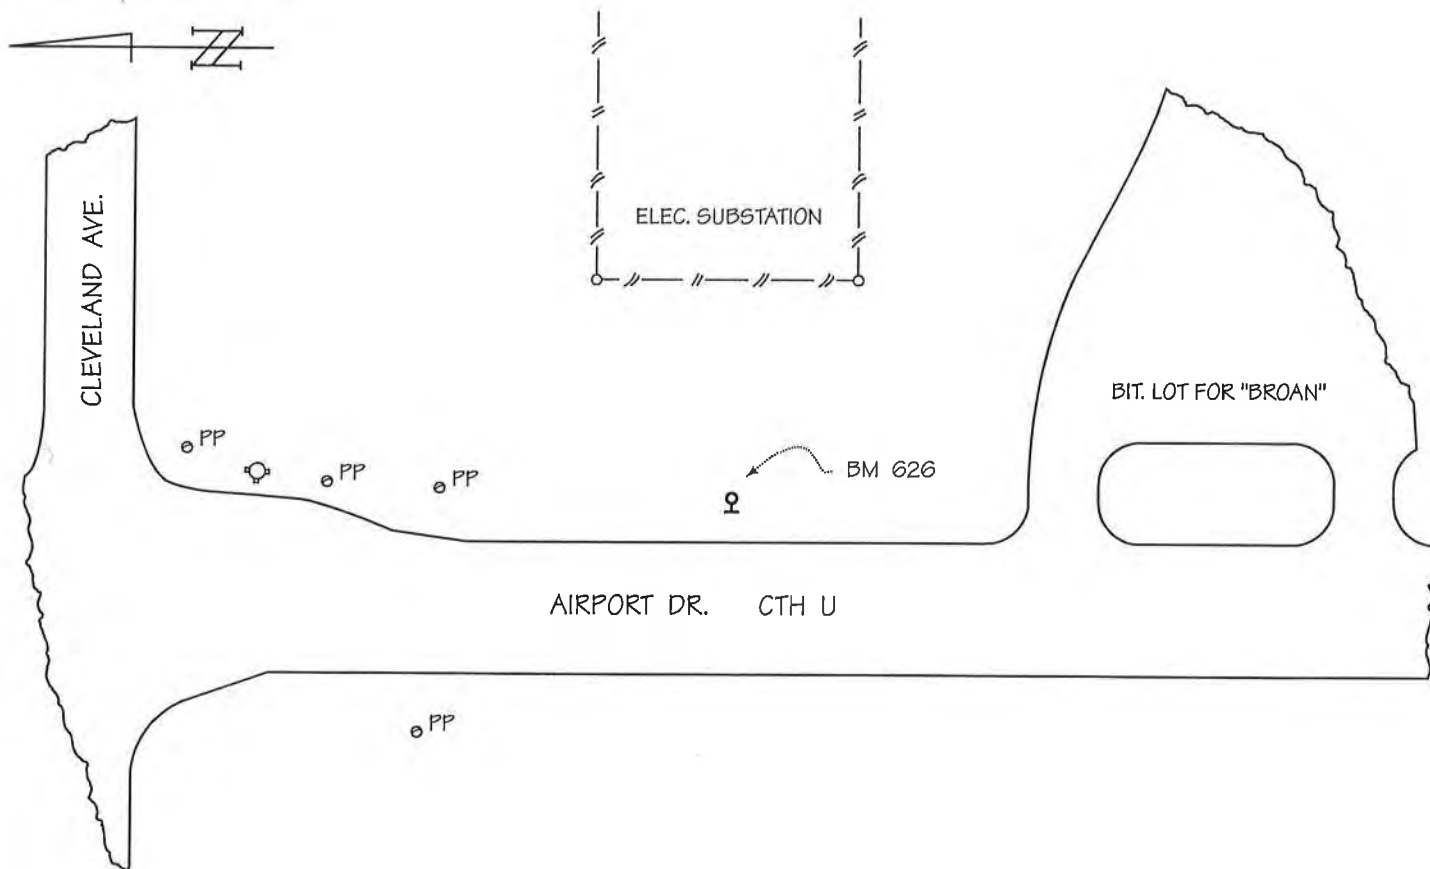 N
ELEC. SUBSTATION
CLEVELAND AVE.
BIT. LOT FOR "BROAN"
PP
PP
PP
BM 626
AIRPORT DR. CTH U
PP